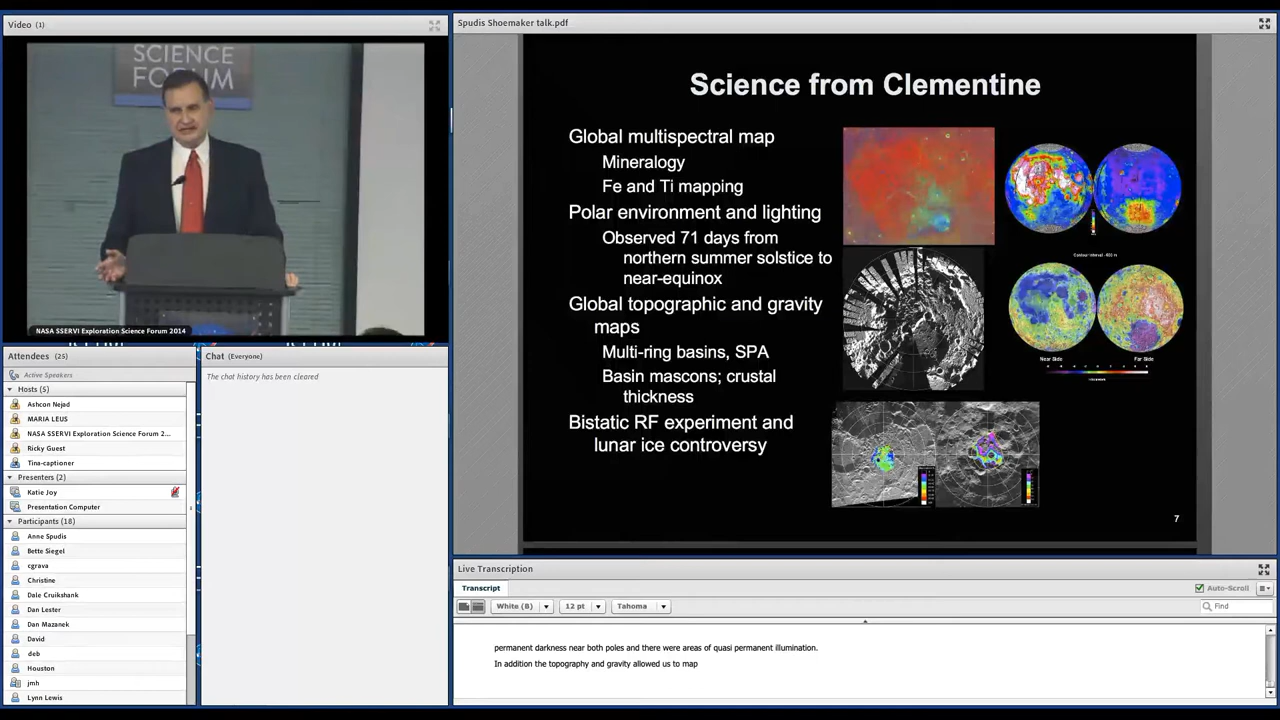 Video (1)
SCIENCE
FORUM
NASA SSERVI Exploration Science Forum 2014
Attendees (25)
Active Speakers
Hosts (5)
Ashcon Nejad
MARIA LEUS
NASA SSERVI Exploration Science Forum 2...
Ricky Guest
Tina-captioner
Presenters (2)
Katie Joy
Presentation Computer
Participants (18)
Anne Spudis
Bette Siegel
cgrava
Christine
Dale Cruikshank
Dan Lester
Dan Mazanek
David
deb
Houston
jmh
Lynn Lewis
Chat (Everyone)
The chat history has been cleared
Spudis Shoemaker talk.pdf
Science from Clementine
Global multispectral map
Mineralogy
Fe and Ti mapping
Polar environment and lighting
Observed 71 days from
northern summer solstice to
near-equinox
Global topographic and gravity
maps
Multi-ring basins, SPA
Basin mascons; crustal
thickness
Bistatic RF experiment and
lunar ice controversy
Near Side
Far Side
7
Live Transcription
Transcript
Auto-Scroll
White (B)
12 pt
Tahoma
Find
permanent darkness near both poles and there were areas of quasi permanent illumination.
In addition the topography and gravity allowed us to map